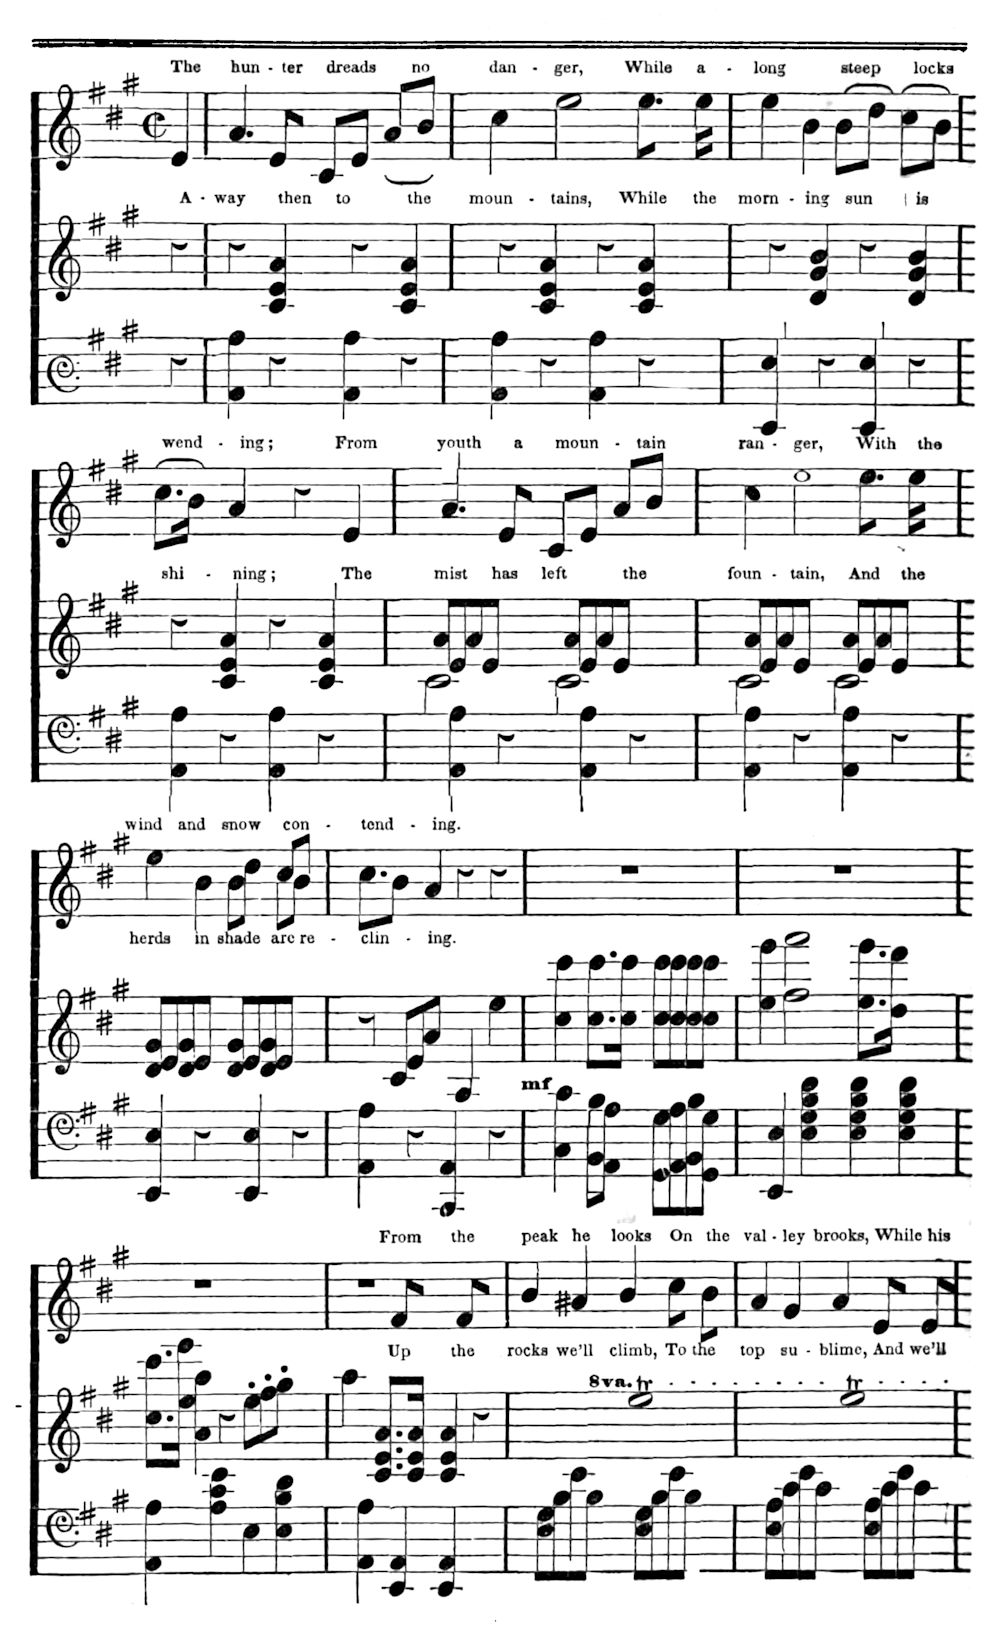 The hun - ter dreads no dan - ger, While a - long steep locks
A - way then to the moun - tains, While the morn - ing sun is
wend - ing; From youth a moun - tain ran - ger, With the
shi - ning; The mist has left the foun - tain, And the
wind and snow con - tend - ing.
herds in shade are re - clin - ing.
mf
From the peak he looks On the val - ley brooks, While his
Up the rocks we'll climb, To the top su - blime, And we'll
8va. tr tr